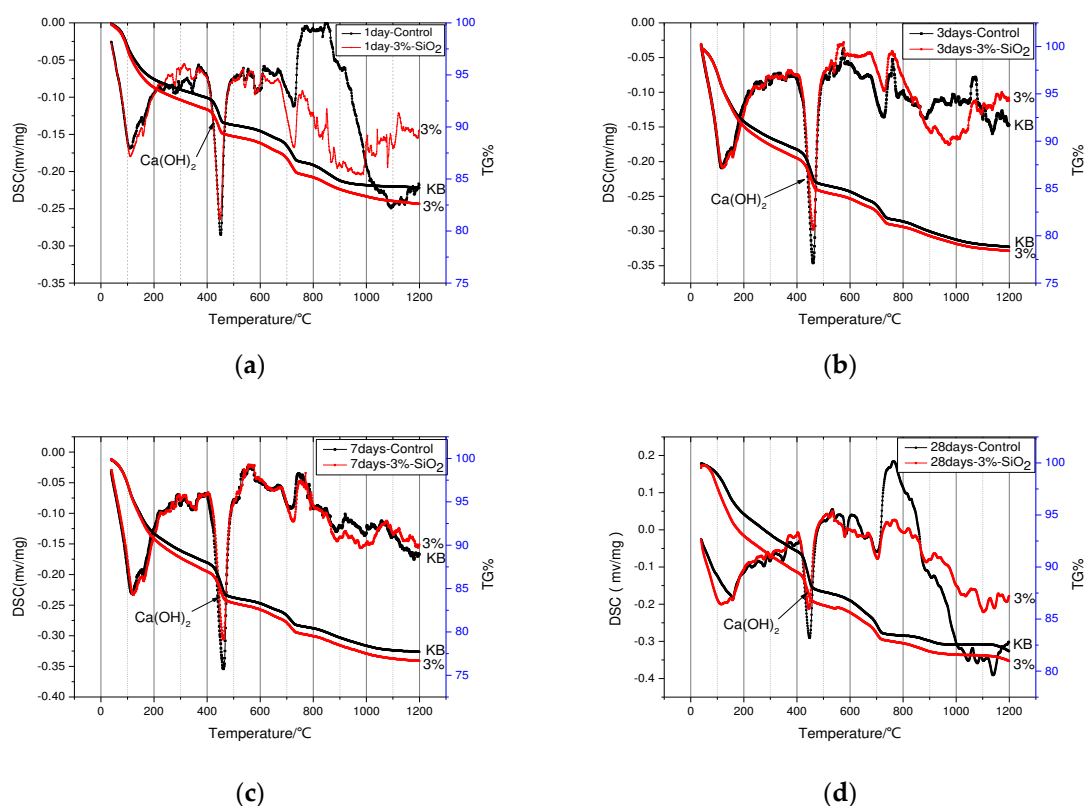 1day-Control
1day-3%-SiO2
DSC(mv/mg)
0.00
-0.05
-0.10
-0.15
-0.20
-0.25
-0.30
-0.35
100
95
90
85
80
75
TG%
Ca(OH)2
3%
KB
3%
0 200 400 600 800 1000 1200
Temperature/℃
(a)
3days-Control
3days-3%-SiO2
DSC(mv/mg)
0.00
-0.05
-0.10
-0.15
-0.20
-0.25
-0.30
-0.35
100
95
90
85
80
75
TG%
Ca(OH)2
3%
KB
KB
3%
0 200 400 600 800 1000 1200
Temperature/℃
(b)
7days-Control
7days-3%-SiO2
DSC(mv/mg)
0.00
-0.05
-0.10
-0.15
-0.20
-0.25
-0.30
-0.35
-0.40
100
95
90
85
80
75
TG%
Ca(OH)2
3%
KB
KB
3%
0 200 400 600 800 1000 1200
Temperature/℃
(c)
28days-Control
28days-3%-SiO2
DSC ( mv/mg )
0.2
0.1
0.0
-0.1
-0.2
-0.3
-0.4
100
95
90
85
80
TG%
Ca(OH)2
3%
KB
3%
0 200 400 600 800 1000 1200
Temperature/℃
(d)